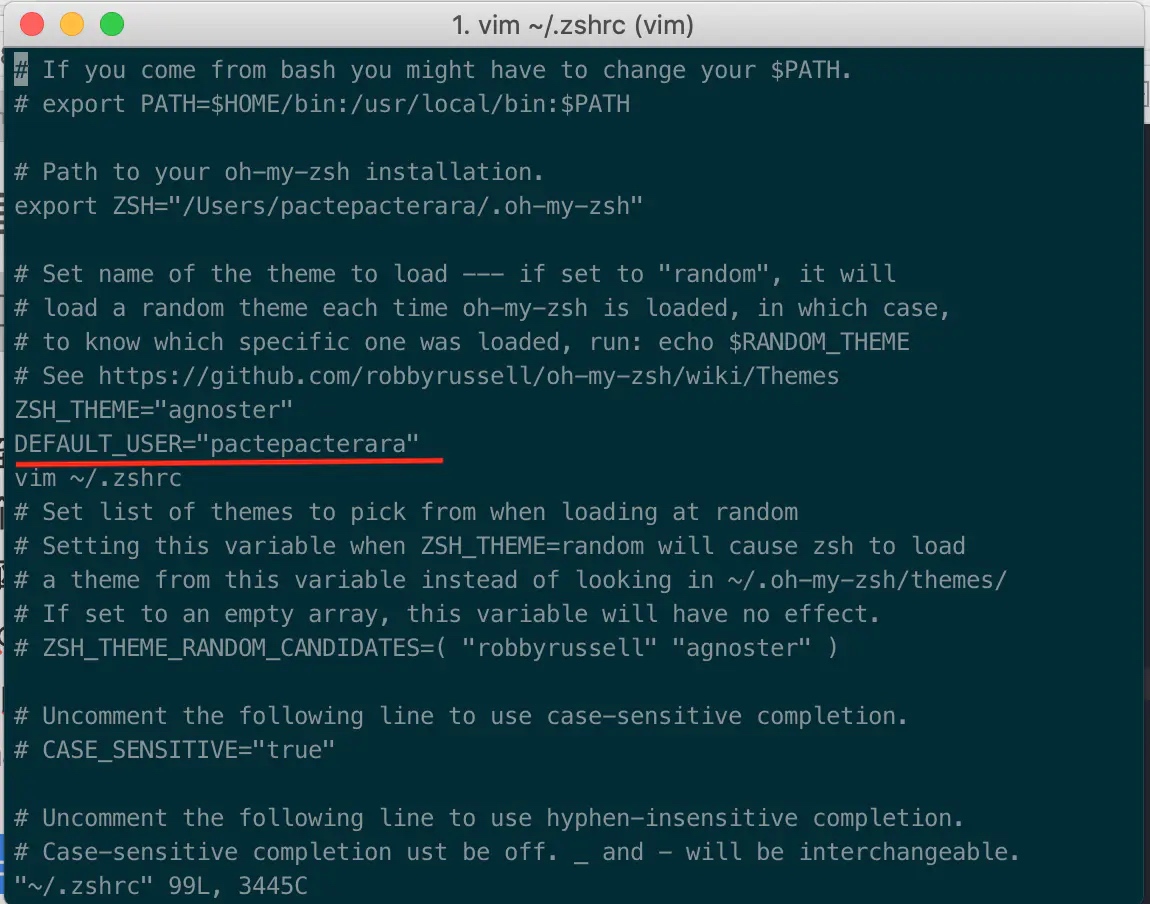 1. vim ~/.zshrc (vim)
# If you come from bash you might have to change your $PATH.
# export PATH=$HOME/bin:/usr/local/bin:$PATH
# Path to your oh-my-zsh installation.
export ZSH="/Users/pactepacterara/.oh-my-zsh"
# Set name of the theme to load --- if set to "random", it will
# load a random theme each time oh-my-zsh is loaded, in which case,
# to know which specific one was loaded, run: echo $RANDOM_THEME
# See https://github.com/robbyrussell/oh-my-zsh/wiki/Themes
ZSH_THEME="agnoster"
DEFAULT_USER="pactepacterara"
vim ~/.zshrc
# Set list of themes to pick from when loading at random
# Setting this variable when ZSH_THEME=random will cause zsh to load
# a theme from this variable instead of looking in ~/.oh-my-zsh/themes/
# If set to an empty array, this variable will have no effect.
# ZSH_THEME_RANDOM_CANDIDATES=( "robbyrussell" "agnoster" )
# Uncomment the following line to use case-sensitive completion.
# CASE_SENSITIVE="true"
# Uncomment the following line to use hyphen-insensitive completion.
# Case-sensitive completion ust be off. _ and - will be interchangeable.
"~/.zshrc" 99L, 3445C